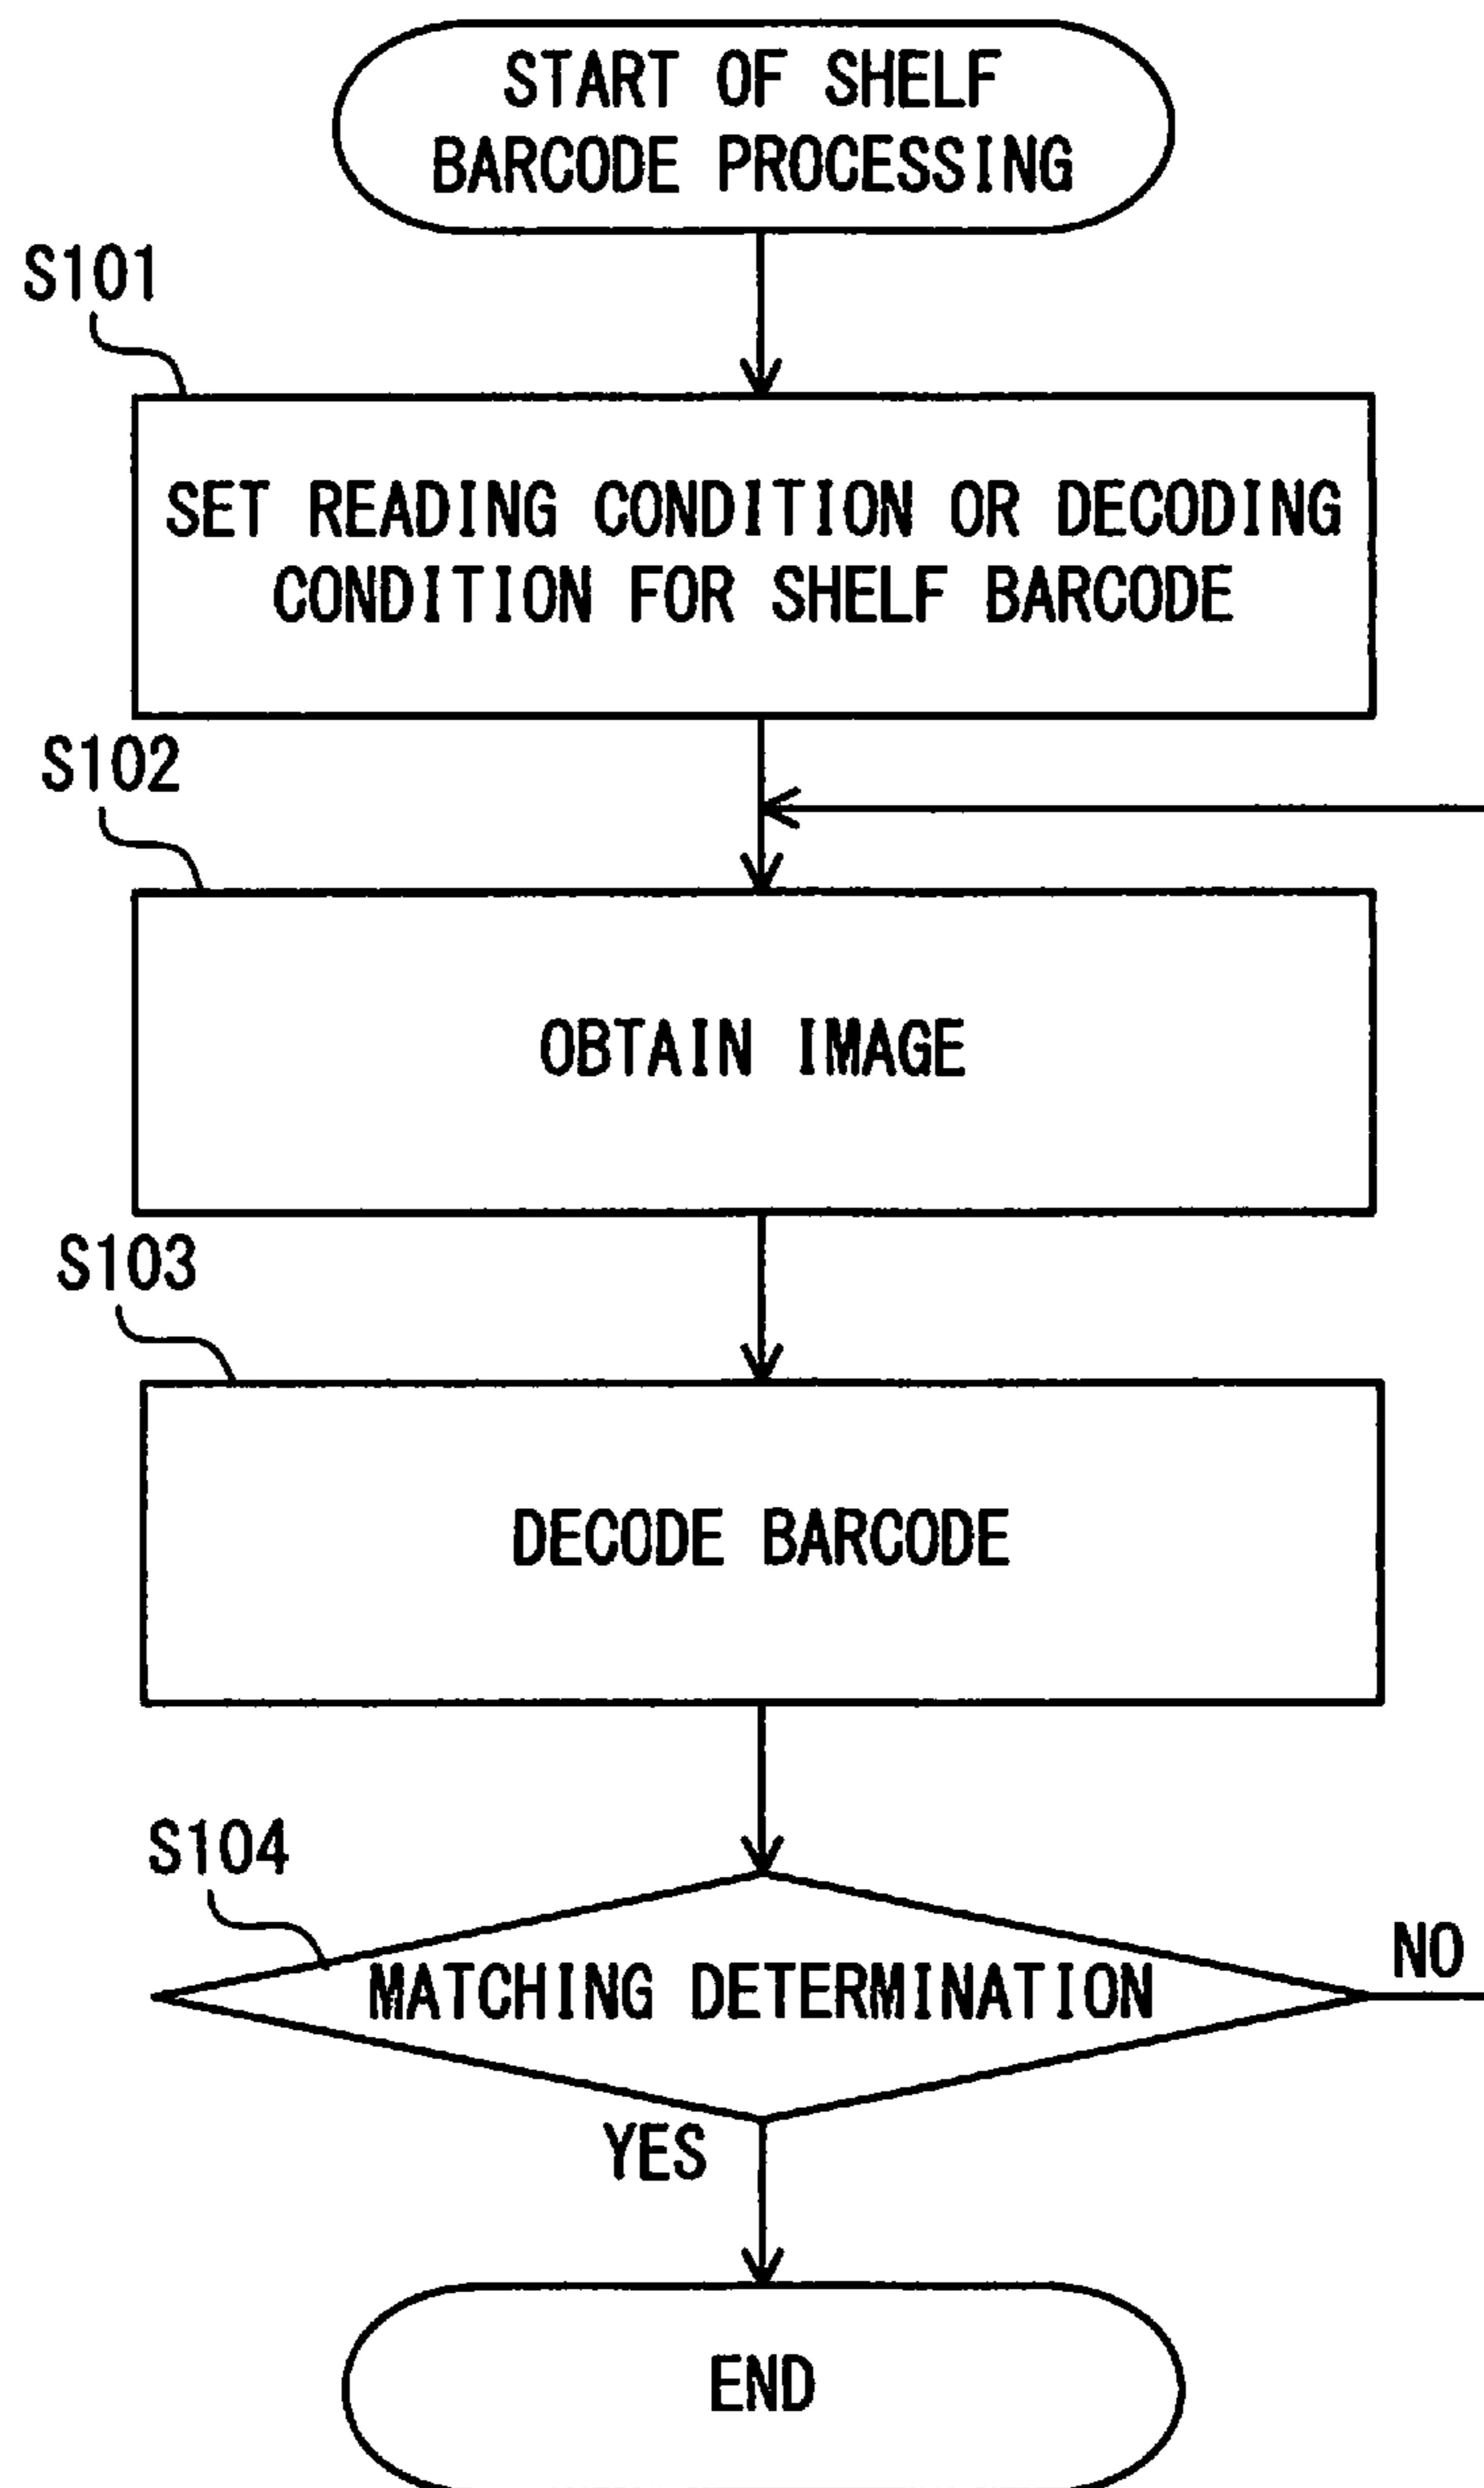 START OF SHELF
BARCODE PROCESSING
S101
SET READING CONDITION OR DECODING
CONDITION FOR SHELF BARCODE
S102
OBTAIN IMAGE
S103
DECODE BARCODE
S104
MATCHING DETERMINATION
NO
YES
END